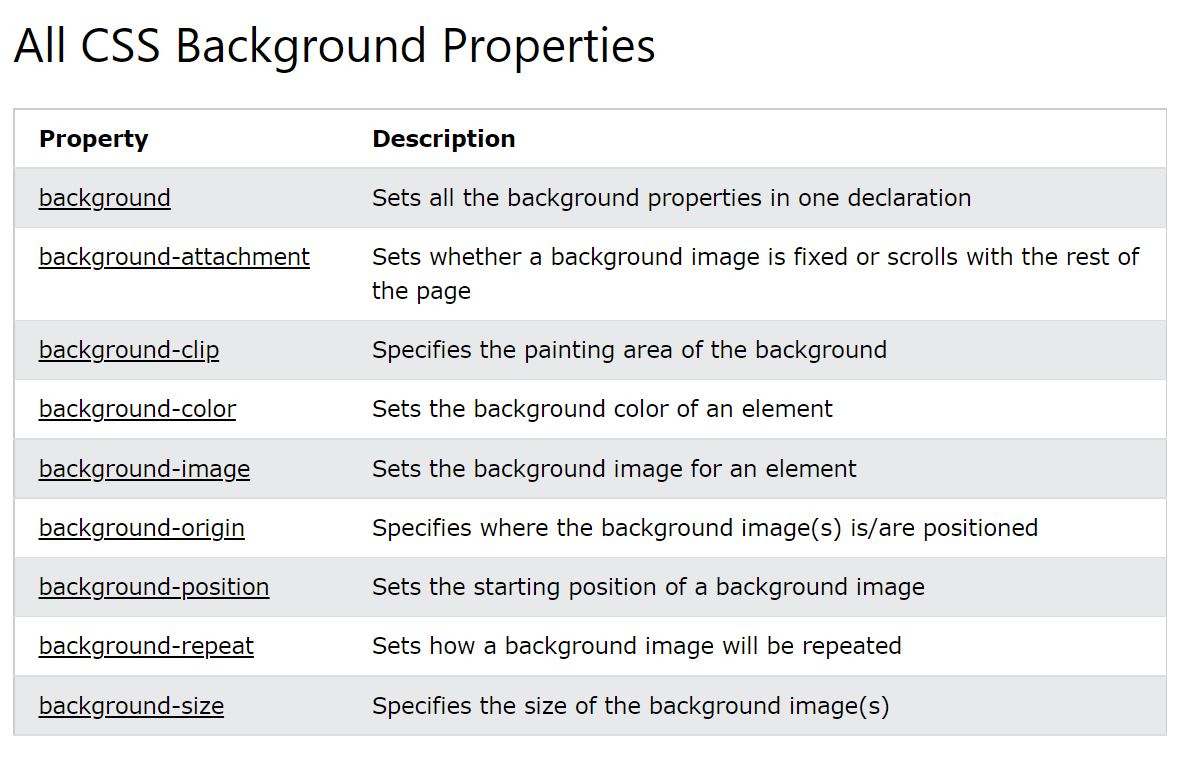 All CSS Background Properties
Property Description
background Sets all the background properties in one declaration
background-attachment Sets whether a background image is fixed or scrolls with the rest of
the page
background-clip Specifies the painting area of the background
background-color Sets the background color of an element
background-image Sets the background image for an element
background-origin Specifies where the background image(s) is/are positioned
background-position Sets the starting position of a background image
background-repeat Sets how a background image will be repeated
background-size Specifies the size of the background image(s)